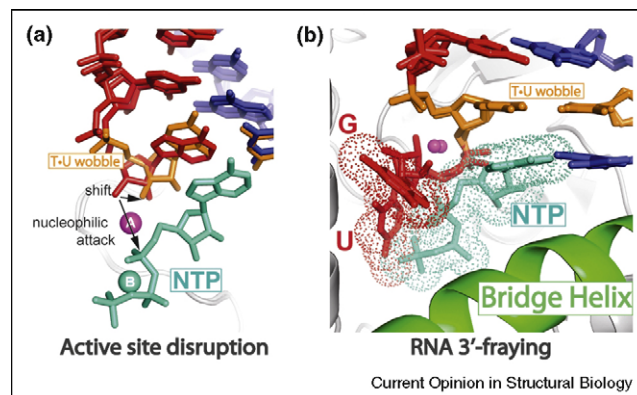 (a)
T•U wobble
shift
nucleophilic
attack
A
B
NTP
Active site disruption
(b)
T•U wobble
G
U
NTP
Bridge Helix
RNA 3′-fraying
Current Opinion in Structural Biology